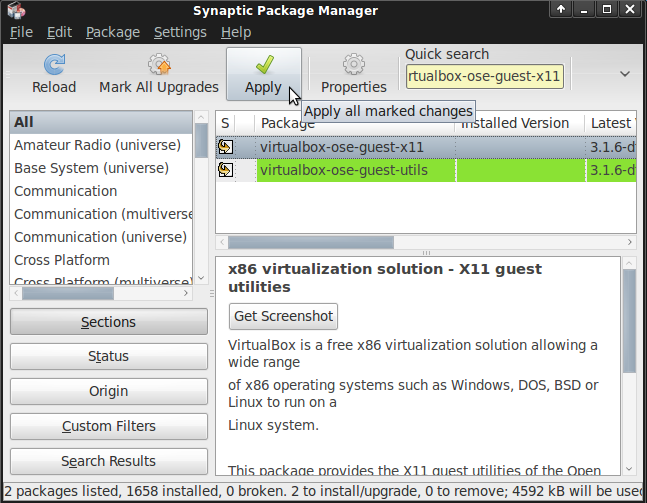 Synaptic Package Manager
File Edit Package Settings Help
Reload
Mark All Upgrades
Apply
Properties
Quick search
rtualbox-ose-guest-x11
Apply all marked changes
All
Amateur Radio (universe)
Base System (universe)
Communication
Communication (multiverse
Communication (universe)
Cross Platform
Cross Platform (multiverse)
Sections
Status
Origin
Custom Filters
Search Results
S Package Installed Version Latest
virtualbox-ose-guest-x11 3.1.6-d
virtualbox-ose-guest-utils 3.1.6-d
x86 virtualization solution - X11 guest
utilities
Get Screenshot
VirtualBox is a free x86 virtualization solution allowing a
wide range
of x86 operating systems such as Windows, DOS, BSD or
Linux to run on a
Linux system.
This package provides the X11 guest utilities of the Open
2 packages listed, 1658 installed, 0 broken. 2 to install/upgrade, 0 to remove; 4592 kB will be used